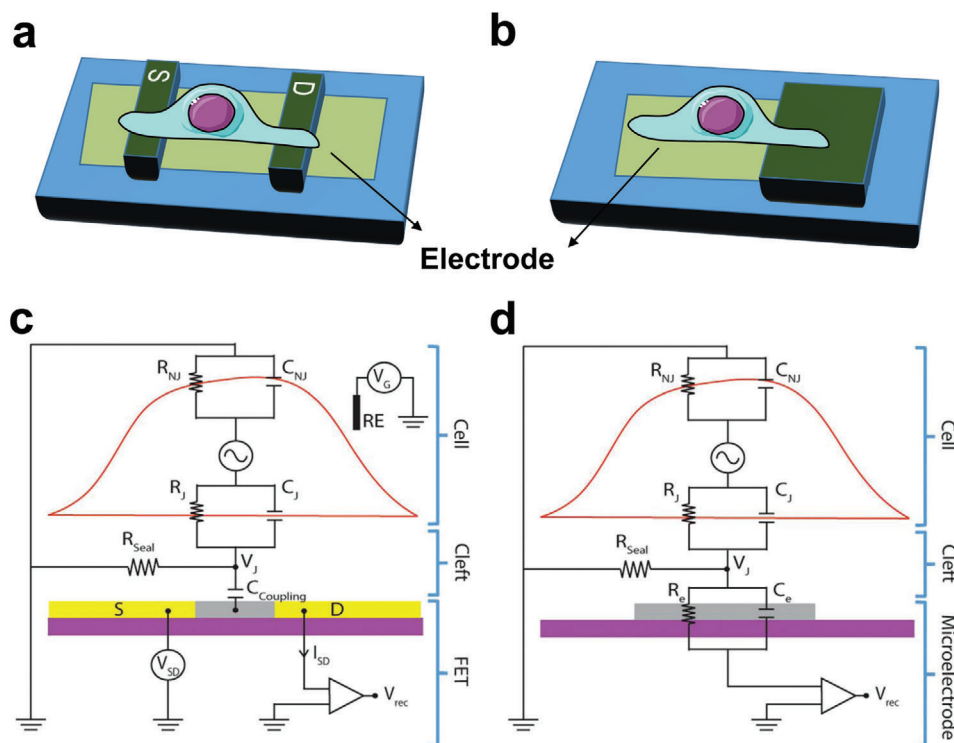 a
b
S
D
Electrode
c
d
R_NJ
C_NJ
V_G
RE
R_J
C_J
R_Seal
V_J
C_Coupling
S
D
V_SD
I_SD
V_rec
Cell
Cleft
FET
R_NJ
C_NJ
R_J
C_J
R_Seal
V_J
R_e
C_e
V_rec
Cell
Cleft
Microelectrode